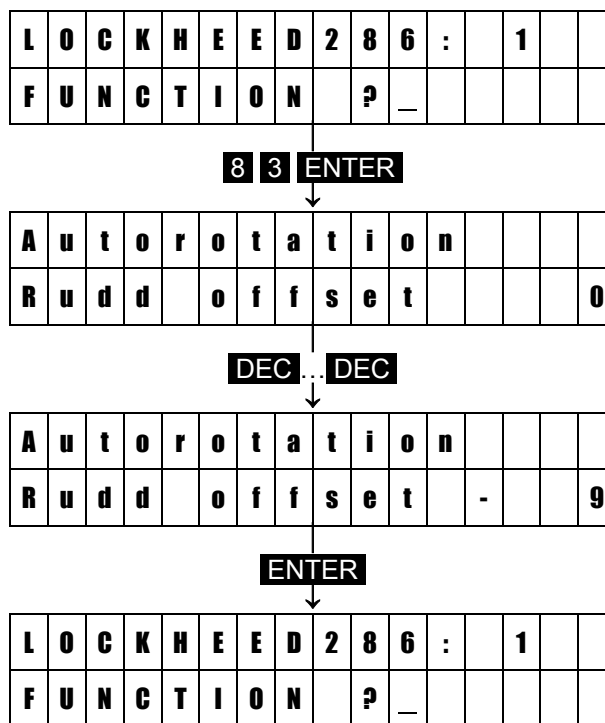 LOCKHEED286: 1
FUNCTION ?_
8 3 ENTER
Autorotation
Rudd offset 0
DEC...DEC
Autorotation
Rudd offset - 9
ENTER
LOCKHEED286: 1
FUNCTION ?_